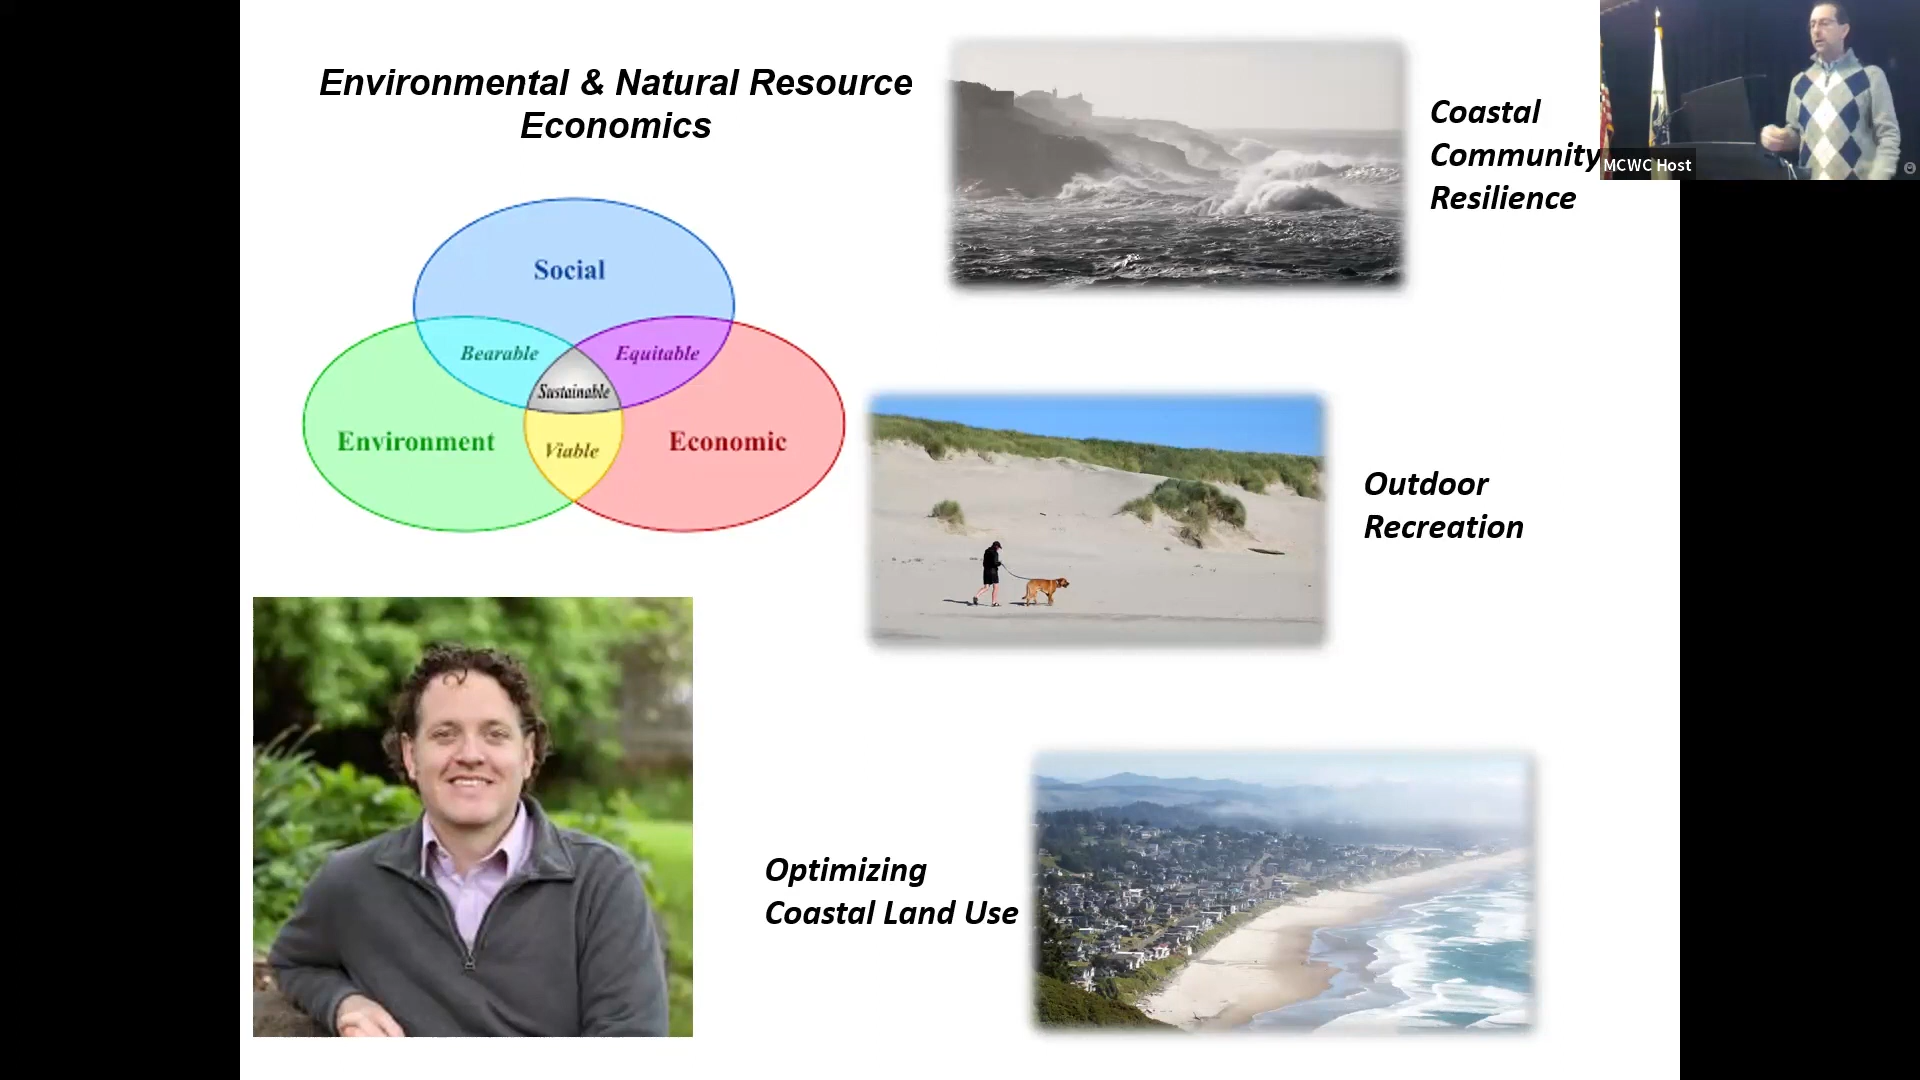 Environmental & Natural Resource
Economics
Social
Bearable
Equitable
Sustainable
Environment
Viable
Economic
Coastal
Community
Resilience
MCWC Host
Outdoor
Recreation
Optimizing
Coastal Land Use